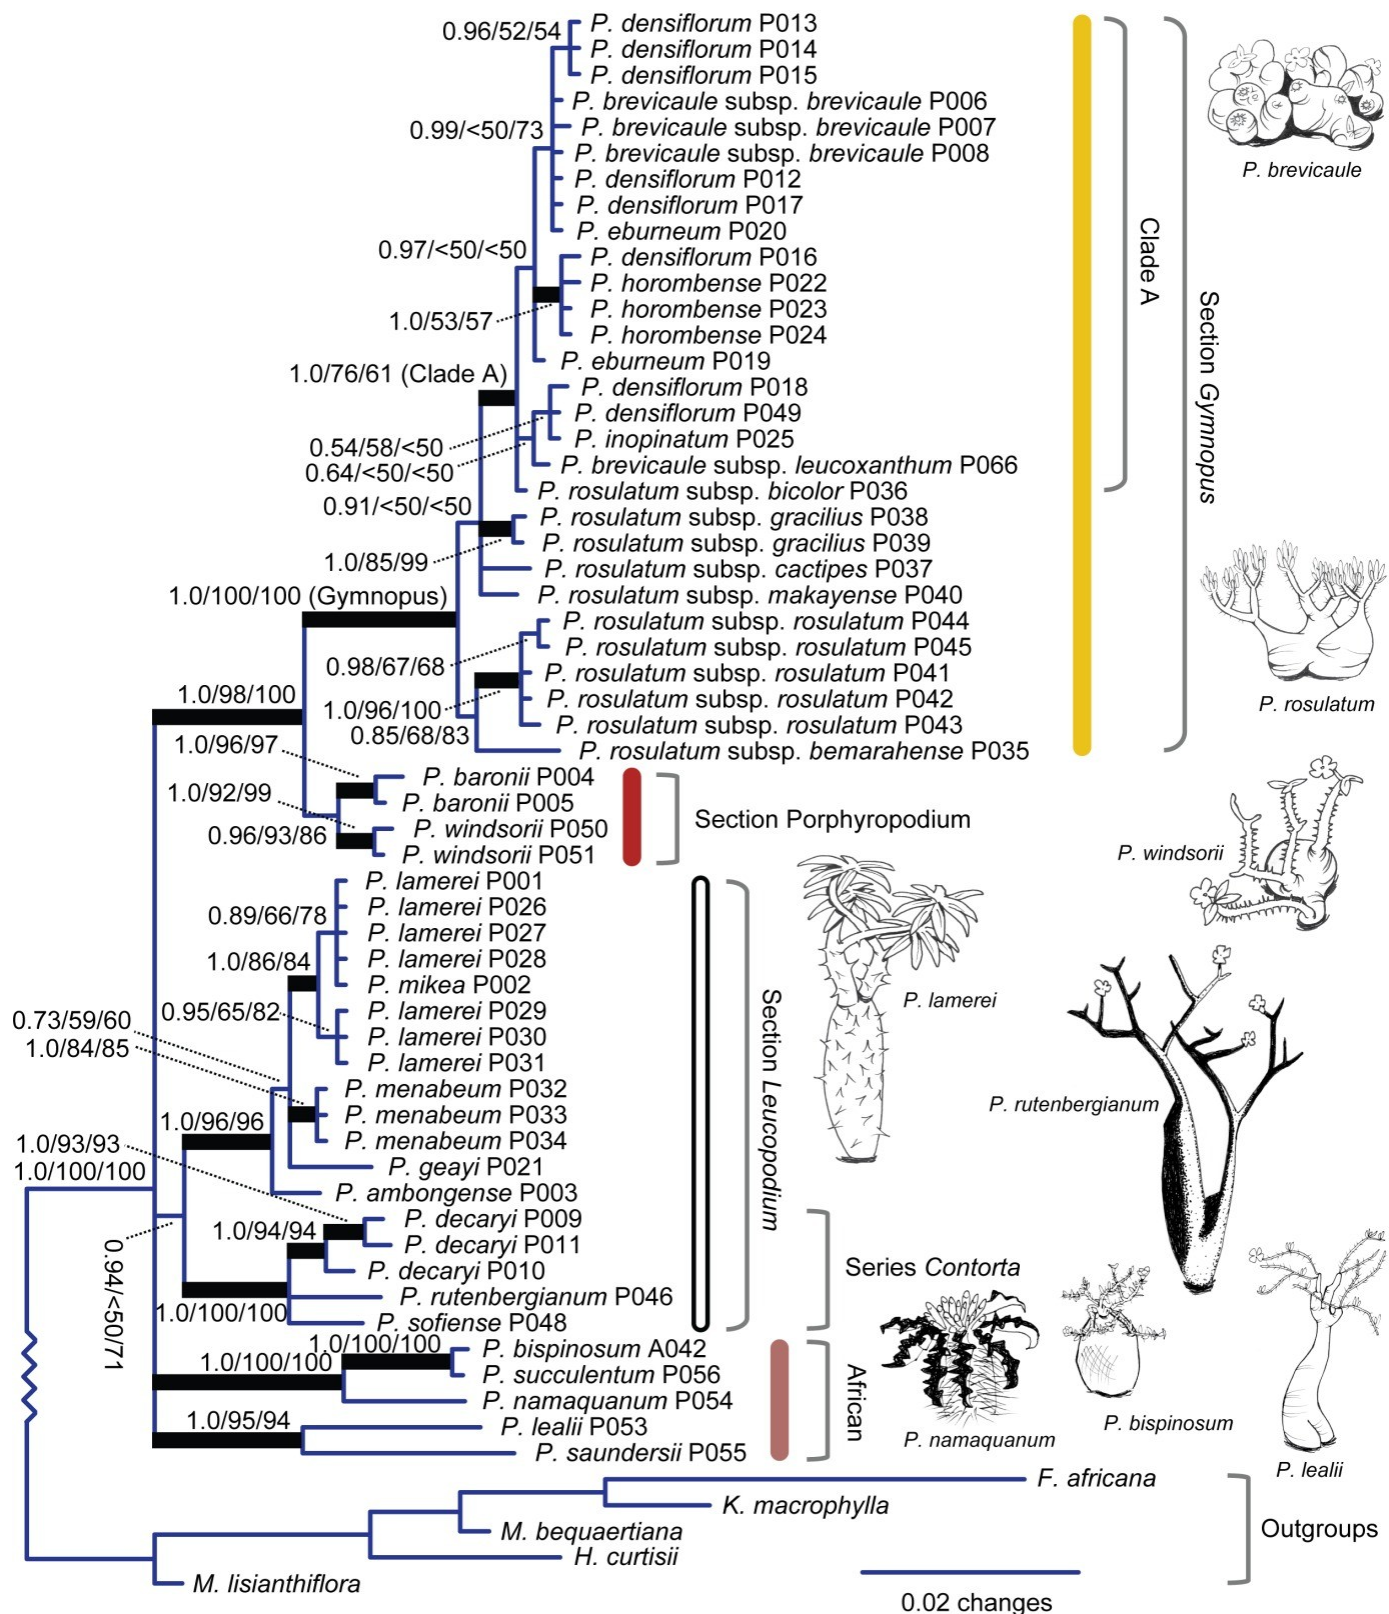 0.96/52/54
P. densiflorum P013
P. densiflorum P014
P. densiflorum P015
P. brevicaule subsp. brevicaule P006
0.99/<50/73
P. brevicaule subsp. brevicaule P007
P. brevicaule subsp. brevicaule P008
P. densiflorum P012
P. densiflorum P017
P. eburneum P020
0.97/<50/<50
P. densiflorum P016
P. horombense P022
P. horombense P023
1.0/53/57
P. horombense P024
P. eburneum P019
1.0/76/61 (Clade A)
P. densiflorum P018
P. densiflorum P049
P. inopinatum P025
0.54/58/<50
0.64/<50/<50
P. brevicaule subsp. leucoxanthum P066
P. rosulatum subsp. bicolor P036
0.91/<50/<50
P. rosulatum subsp. gracilius P038
P. rosulatum subsp. gracilius P039
1.0/85/99
P. rosulatum subsp. cactipes P037
P. rosulatum subsp. makayense P040
1.0/100/100 (Gymnopus)
P. rosulatum subsp. rosulatum P044
P. rosulatum subsp. rosulatum P045
0.98/67/68
P. rosulatum subsp. rosulatum P041
P. rosulatum subsp. rosulatum P042
1.0/98/100
1.0/96/100
P. rosulatum subsp. rosulatum P043
0.85/68/83
P. rosulatum subsp. bemarahense P035
1.0/96/97
P. baronii P004
P. baronii P005
1.0/92/99
P. windsorii P050
0.96/93/86
P. windsorii P051
P. lamerei P001
P. lamerei P026
0.89/66/78
P. lamerei P027
P. lamerei P028
1.0/86/84
P. mikea P002
P. lamerei P029
0.95/65/82
P. lamerei P030
0.73/59/60
1.0/84/85
P. lamerei P031
P. menabeum P032
P. menabeum P033
1.0/96/96
P. menabeum P034
1.0/93/93
1.0/100/100
P. geayi P021
P. ambongense P003
P. decaryi P009
1.0/94/94
P. decaryi P011
P. decaryi P010
P. rutenbergianum P046
1.0/100/100
P. sofiense P048
0.94/<50/71
1.0/100/100
P. bispinosum A042
1.0/100/100
P. succulentum P056
P. namaquanum P054
1.0/95/94
P. lealii P053
P. saundersii P055
F. africana
K. macrophylla
M. bequaertiana
H. curtisii
M. lisianthiflora
0.02 changes
Clade A
Section Gymnopus
Section Porphyropodium
Section Leucopodium
Series Contorta
African
Outgroups
P. brevicaule
P. rosulatum
P. windsorii
P. lamerei
P. rutenbergianum
P. namaquanum
P. bispinosum
P. lealii